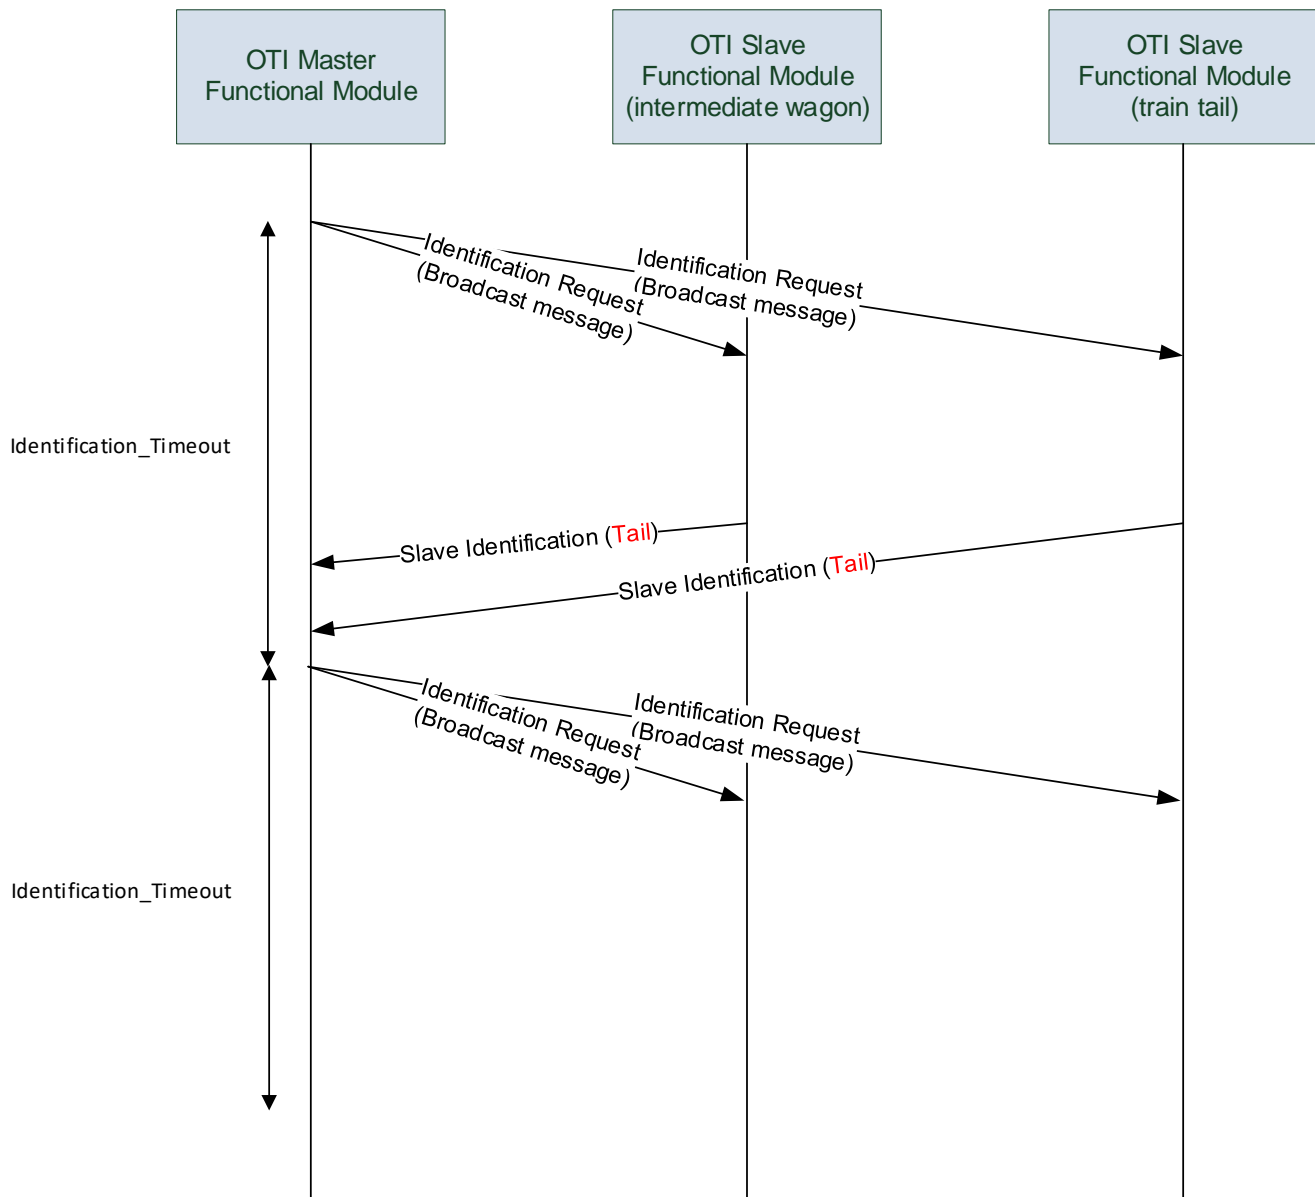 OTI Master
Functional Module
OTI Slave
Functional Module
(intermediate wagon)
OTI Slave
Functional Module
(train tail)
Identification Request
(Broadcast message)
Identification Request
(Broadcast message)
Identification_Timeout
Slave Identification (Tail)
Slave Identification (Tail)
Identification Request
(Broadcast message)
Identification Request
(Broadcast message)
Identification_Timeout